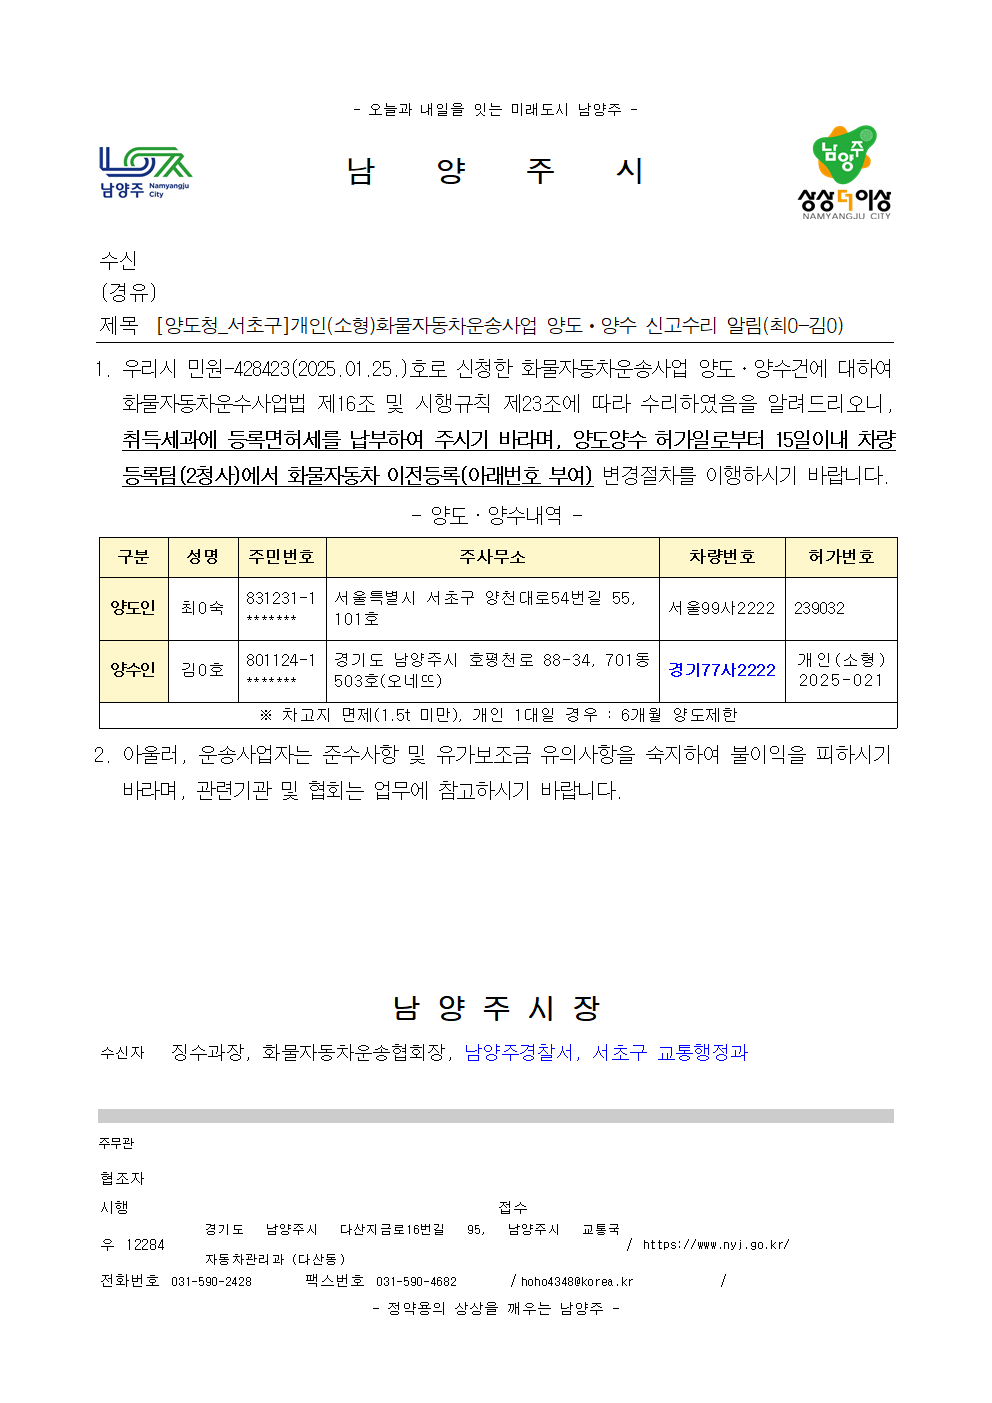 - 오늘과 내일을 잇는 미래도시 남양주 -
남양주 Namyangju City
남 양 주 시
남양주
상상더이상
NAMYANGJU CITY
수신
(경유)
제목 [양도청_서초구]개인(소형)화물자동차운송사업 양도•양수 신고수리 알림(최0-김0)
1. 우리시 민원-428423(2025.01.25.)호로 신청한 화물자동차운송사업 양도·양수건에 대하여
화물자동차운수사업법 제16조 및 시행규칙 제23조에 따라 수리하였음을 알려드리오니,
취득세과에 등록면허세를 납부하여 주시기 바라며, 양도양수 허가일로부터 15일이내 차량
등록팀(2청사)에서 화물자동차 이전등록(아래번호 부여) 변경절차를 이행하시기 바랍니다.
- 양도·양수내역 -
구분 성명 주민번호 주사무소 차량번호 허가번호
양도인 최0숙 831231-1******* 서울특별시 서초구 양천대로54번길 55, 101호 서울99사2222 239032
양수인 김0호 801124-1******* 경기도 남양주시 호평천로 88-34, 701동 503호(오네뜨) 경기77사2222 개인(소형) 2025-021
※ 차고지 면제(1.5t 미만), 개인 1대일 경우 : 6개월 양도제한
2. 아울러, 운송사업자는 준수사항 및 유가보조금 유의사항을 숙지하여 불이익을 피하시기
바라며, 관련기관 및 협회는 업무에 참고하시기 바랍니다.
남 양 주 시 장
수신자 징수과장, 화물자동차운송협회장, 남양주경찰서, 서초구 교통행정과
주무관
협조자
시행 접수
우 12284 경기도 남양주시 다산지금로16번길 95, 남양주시 교통국 자동차관리과 (다산동) / https://www.nyj.go.kr/
전화번호 031-590-2428 팩스번호 031-590-4682 / hoho4348@korea.kr /
- 정약용의 상상을 깨우는 남양주 -